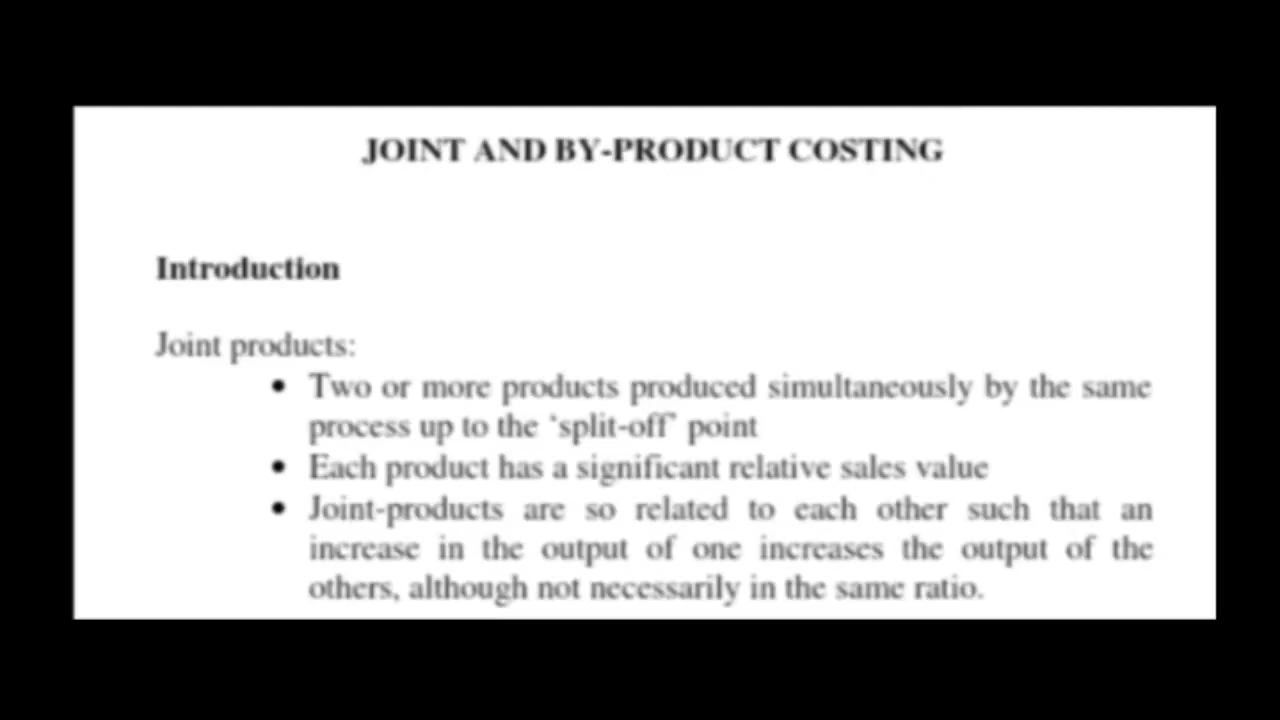 JOINT AND BY-PRODUCT COSTING
Introduction
Joint products:
• Two or more products produced simultaneously by the same
process up to the ‘split-off’ point
• Each product has a significant relative sales value
• Joint-products are so related to each other such that an
increase in the output of one increases the output of the
others, although not necessarily in the same ratio.